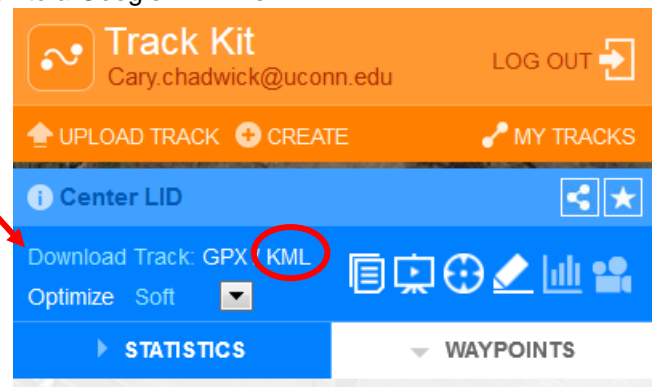 Track Kit
Cary.chadwick@uconn.edu
LOG OUT
UPLOAD TRACK CREATE MY TRACKS
Center LID
Download Track: GPX / KML
Optimize Soft
STATISTICS WAYPOINTS